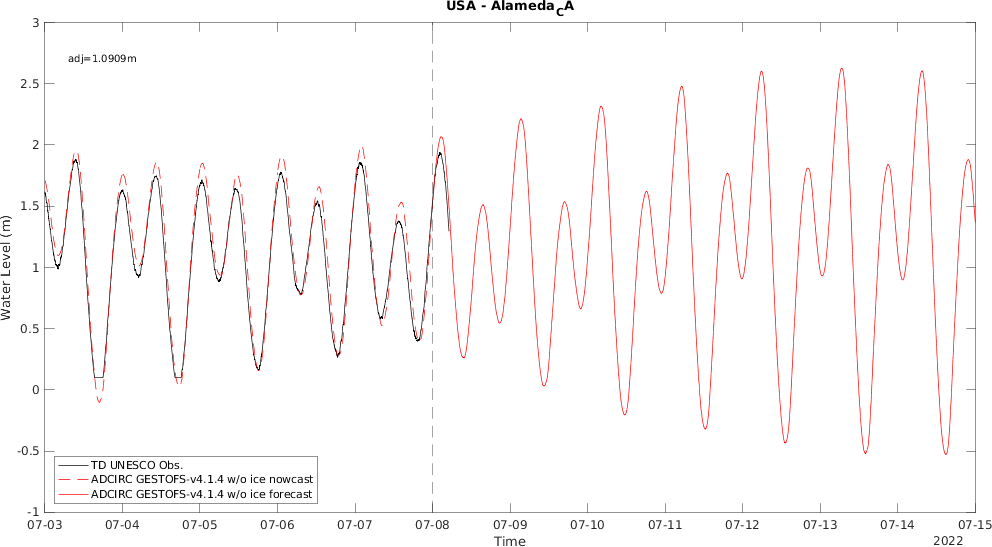 USA - Alameda_CA
adj=1.0909m
3
2.5
2
1.5
1
0.5
0
-0.5
-1
Water Level (m)
TD UNESCO Obs.
ADCIRC GESTOFS-v4.1.4 w/o ice nowcast
ADCIRC GESTOFS-v4.1.4 w/o ice forecast
07-03 07-04 07-05 07-06 07-07 07-08 07-09 07-10 07-11 07-12 07-13 07-14 07-15
Time
2022